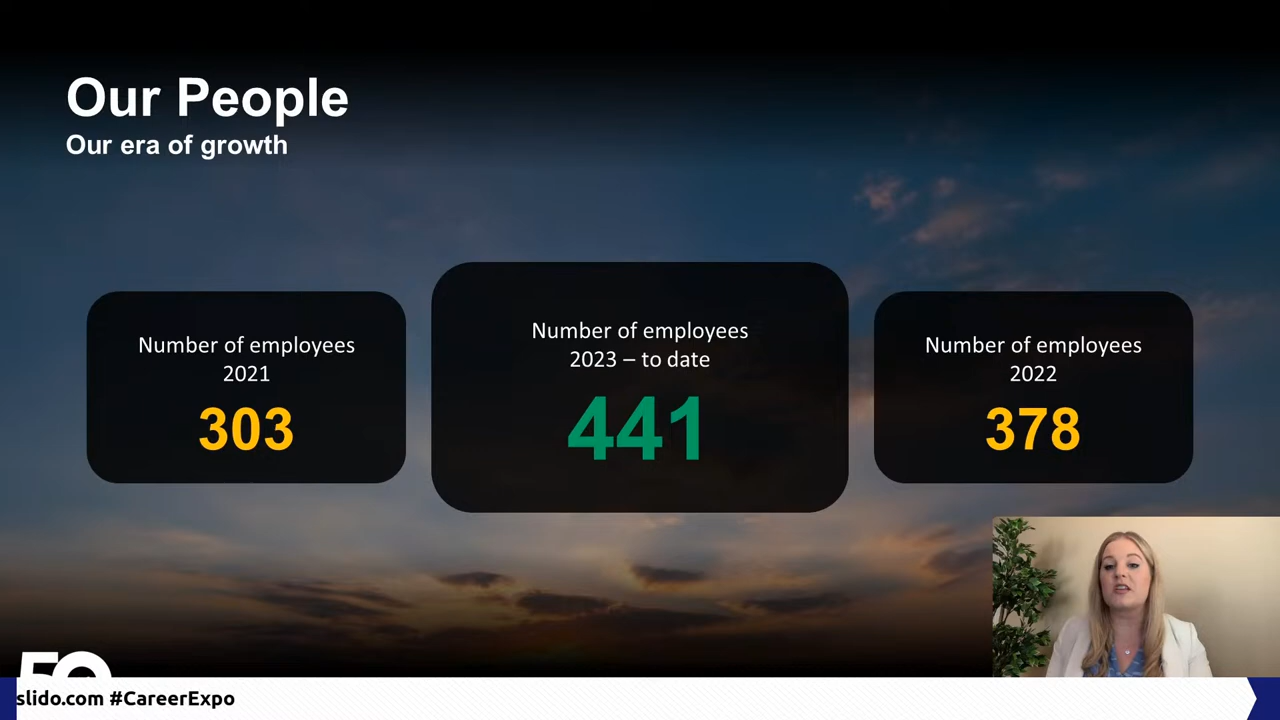 Our People
Our era of growth
Number of employees
2021
303
Number of employees
2023 – to date
441
Number of employees
2022
378
50
slido.com #CareerExpo